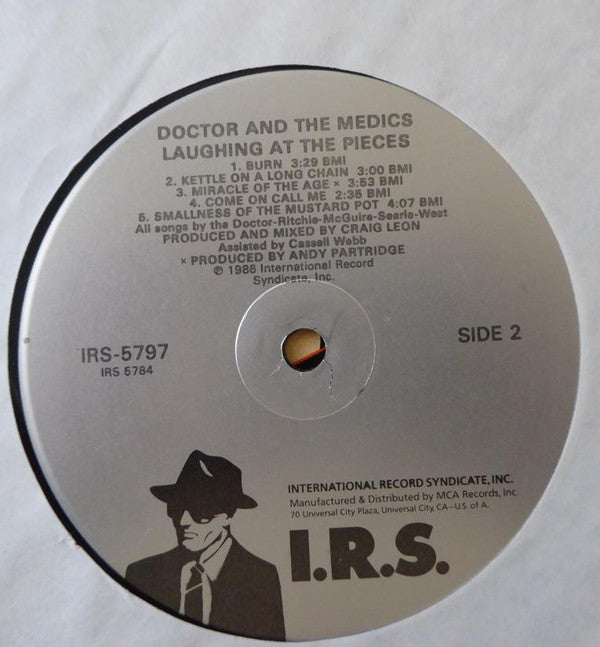 DOCTOR AND THE MEDICS
LAUGHING AT THE PIECES
1. BURN 3:29 BMI
2. KETTLE ON A LONG CHAIN 3:00 BMI
3. MIRACLE OF THE AGE × 3:53 BMI
4. COME ON CALL ME 2:35 BMI
5. SMALLNESS OF THE MUSTARD POT 4:07 BMI
All songs by the Doctor-Ritchie-McGuire-Searle-West
PRODUCED AND MIXED BY CRAIG LEON
Assisted by Cassell Webb
× PRODUCED BY ANDY PARTRIDGE
℗ 1986 International Record
Syndicate, Inc.
IRS-5797
IRS 5784
SIDE 2
INTERNATIONAL RECORD SYNDICATE, INC.
Manufactured & Distributed by MCA Records, Inc.
70 Universal City Plaza, Universal City, CA–U.S. of A.
I.R.S.